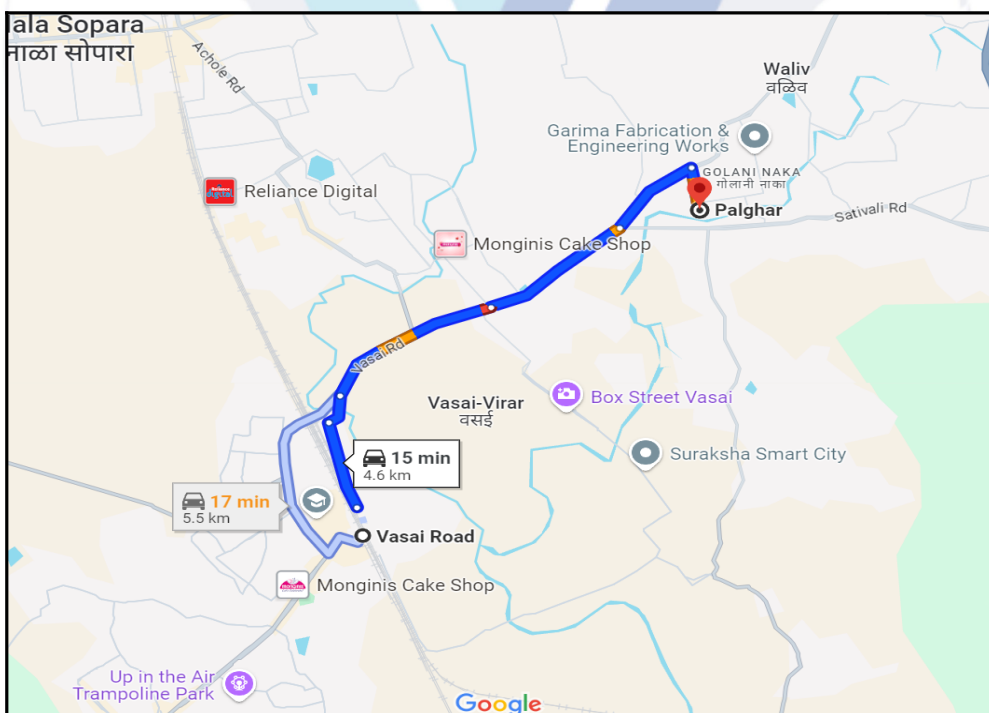 lala Sopara
नाळा सोपारा
Achole Rd
Waliv
वळिव
Garima Fabrication &
Engineering Works
GOLANI NAKA
गोलानी नाका
Reliance Digital
Palghar
Sativali Rd
Monginis Cake Shop
Vasai Rd
Box Street Vasai
Vasai-Virar
वसई
15 min
4.6 km
Suraksha Smart City
17 min
5.5 km
Vasai Road
Monginis Cake Shop
Up in the Air
Trampoline Park
Google